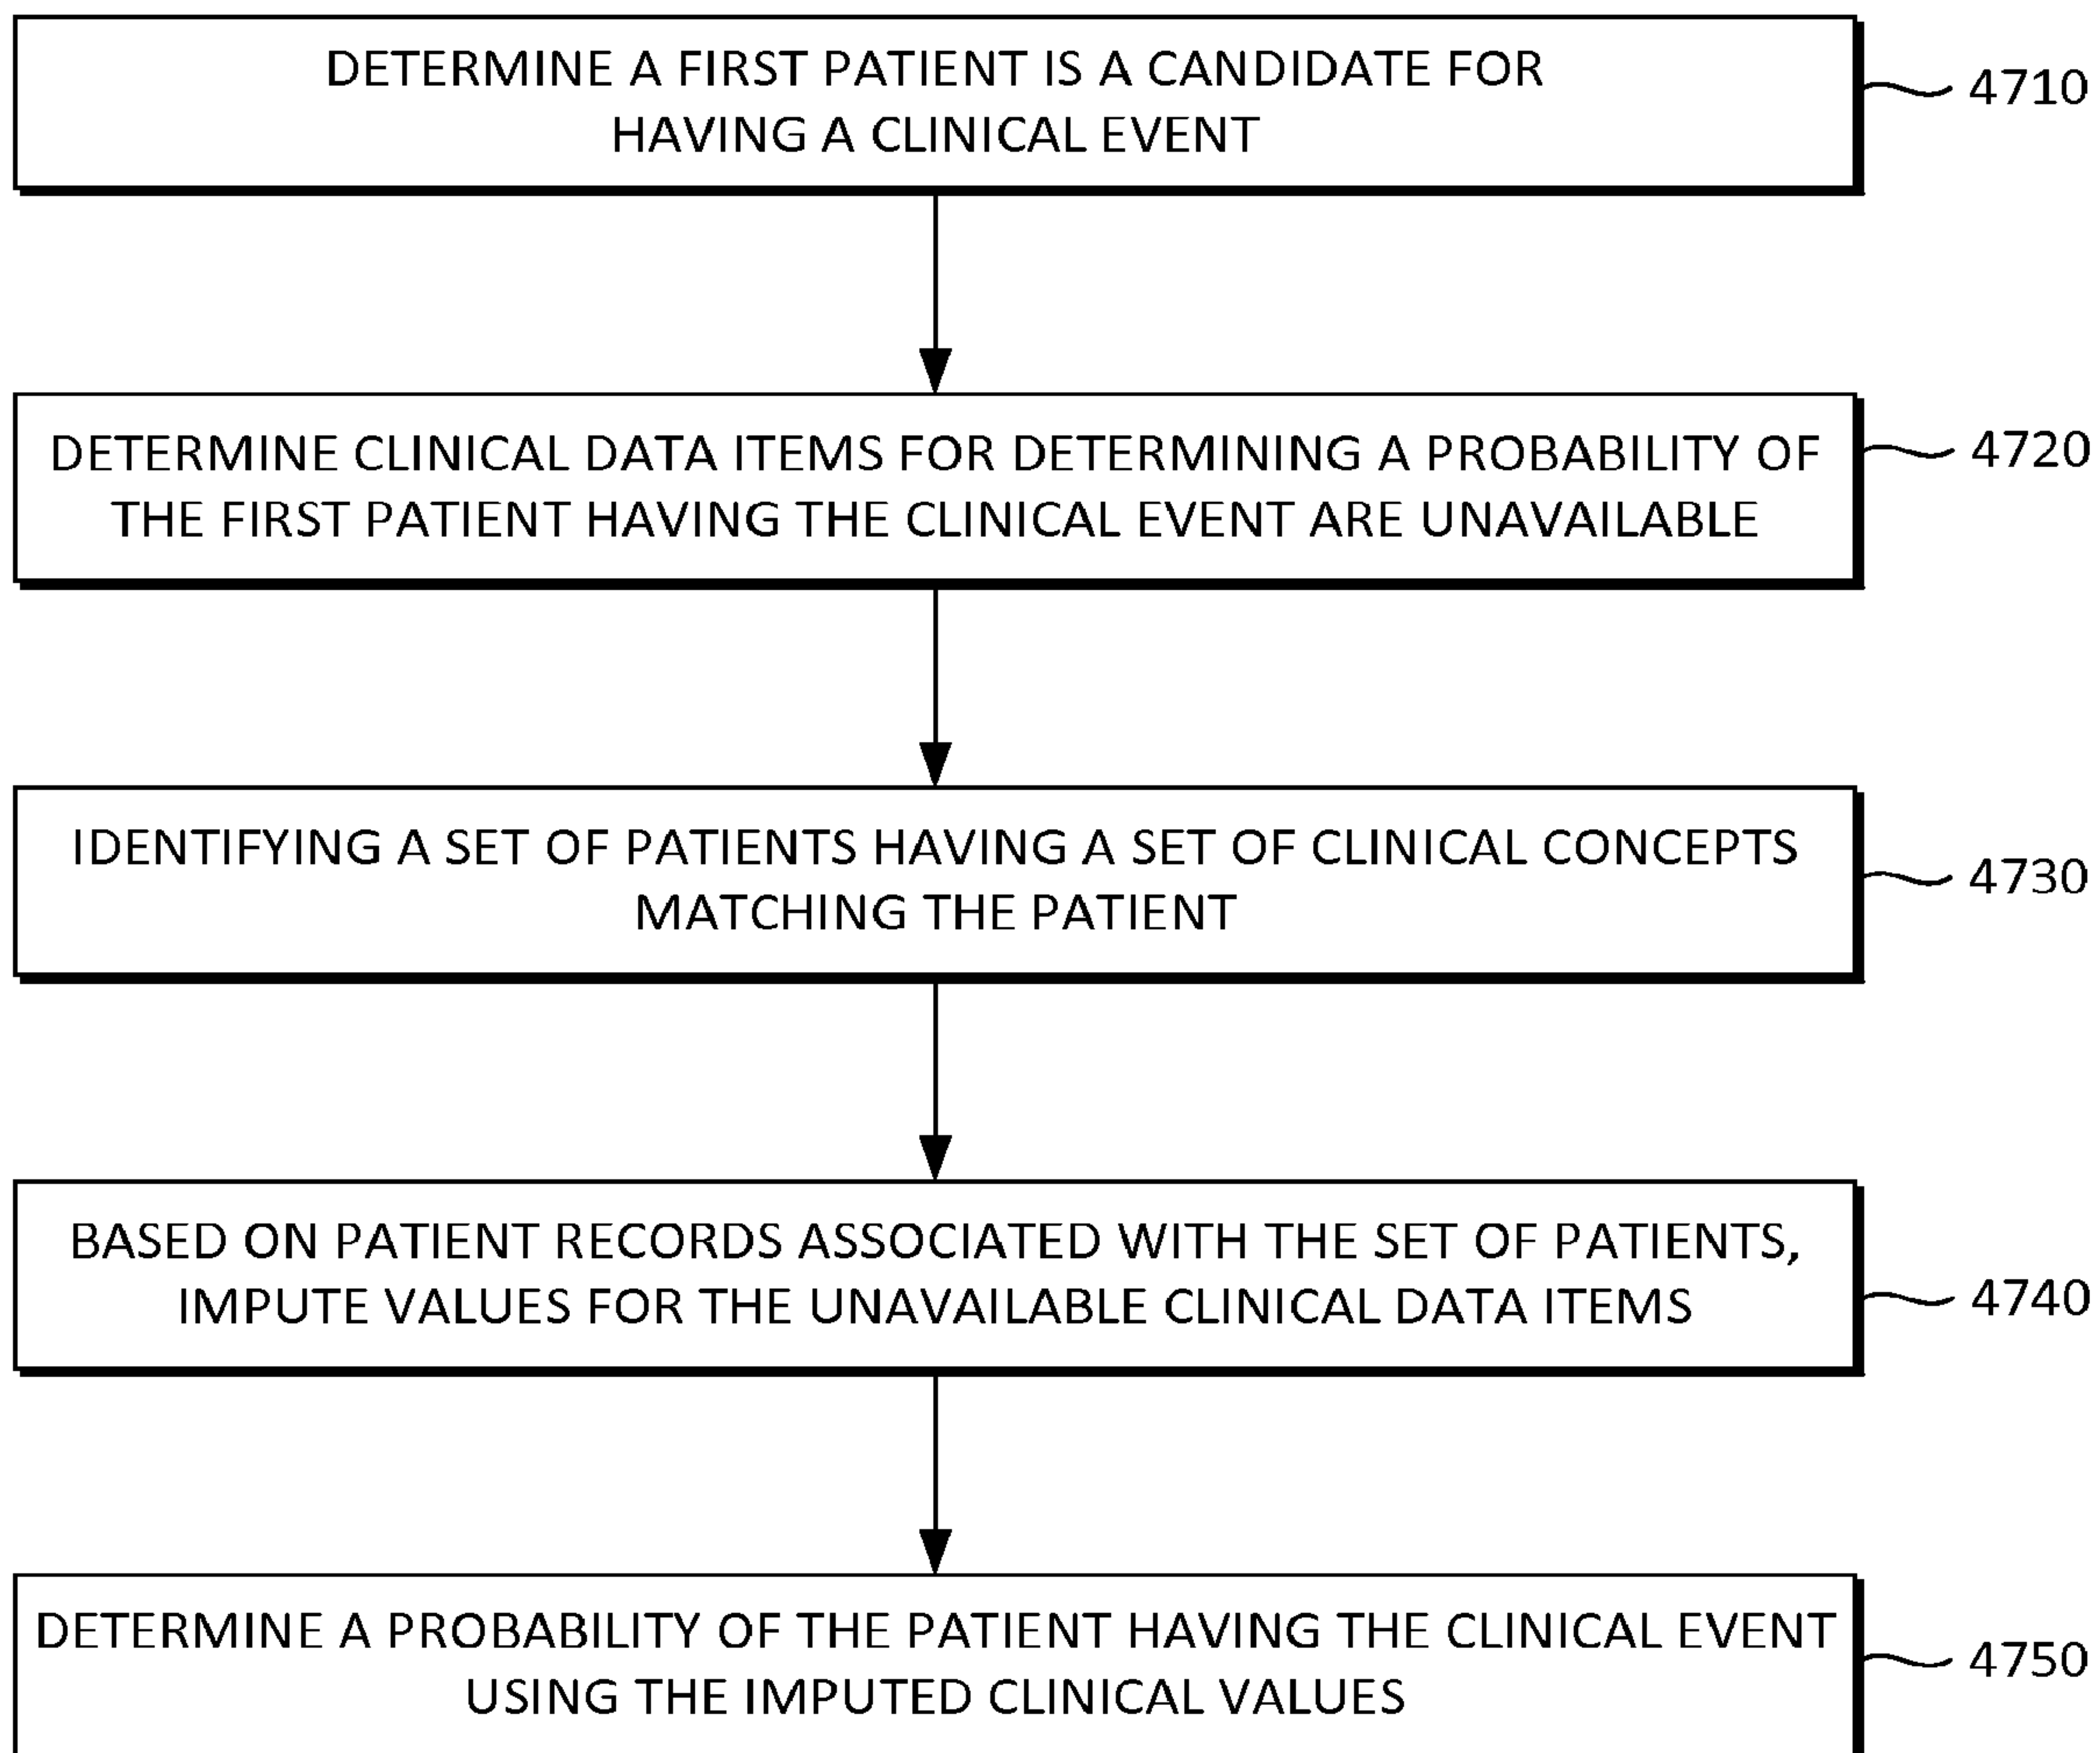 DETERMINE A FIRST PATIENT IS A CANDIDATE FOR
HAVING A CLINICAL EVENT
4710
DETERMINE CLINICAL DATA ITEMS FOR DETERMINING A PROBABILITY OF
THE FIRST PATIENT HAVING THE CLINICAL EVENT ARE UNAVAILABLE
4720
IDENTIFYING A SET OF PATIENTS HAVING A SET OF CLINICAL CONCEPTS
MATCHING THE PATIENT
4730
BASED ON PATIENT RECORDS ASSOCIATED WITH THE SET OF PATIENTS,
IMPUTE VALUES FOR THE UNAVAILABLE CLINICAL DATA ITEMS
4740
DETERMINE A PROBABILITY OF THE PATIENT HAVING THE CLINICAL EVENT
USING THE IMPUTED CLINICAL VALUES
4750